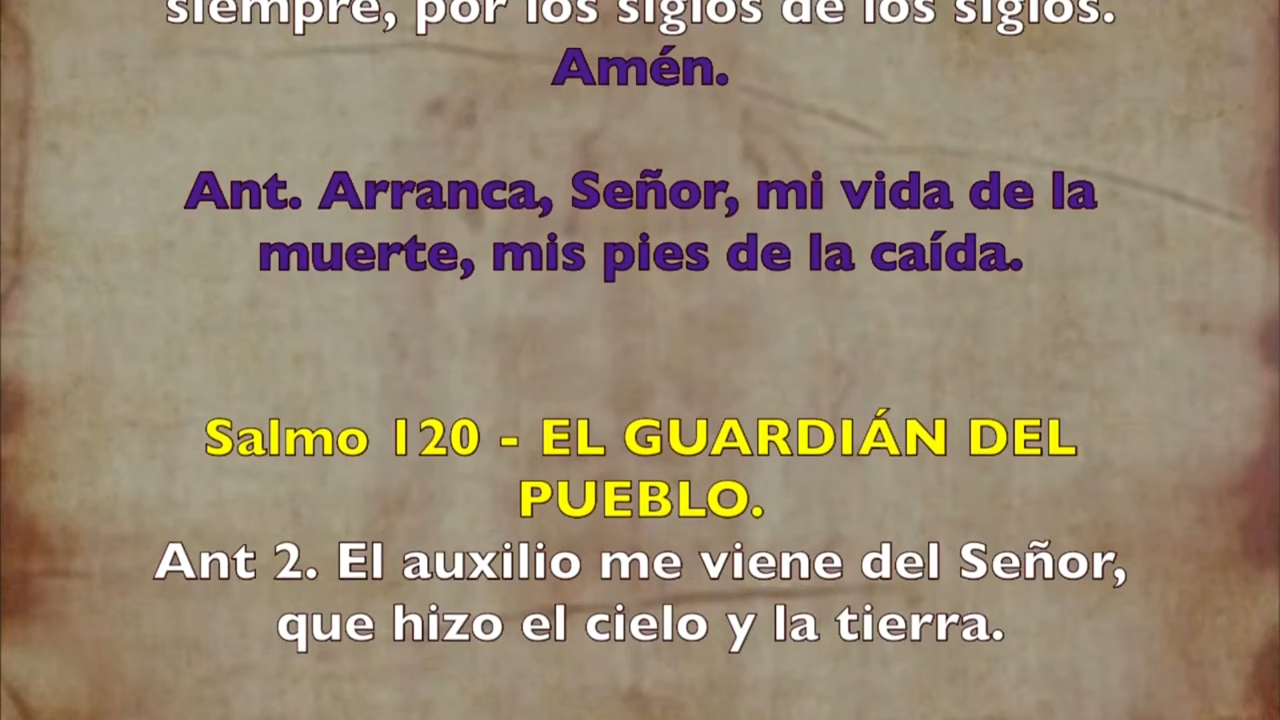 siempre, por los siglos de los siglos.
Amén.
Ant. Arranca, Señor, mi vida de la
muerte, mis pies de la caída.
Salmo 120 - EL GUARDIÁN DEL
PUEBLO.
Ant 2. El auxilio me viene del Señor,
que hizo el cielo y la tierra.